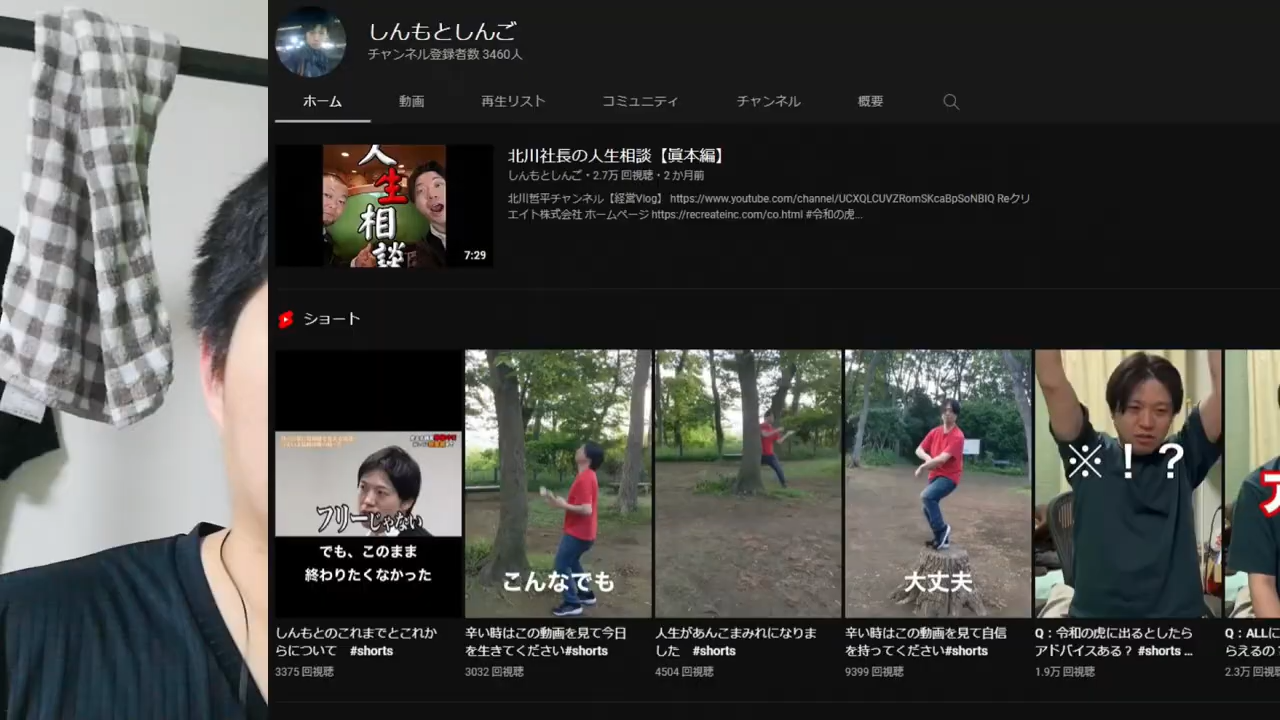 しんもとしんご
チャンネル登録者数 3460人
ホーム
動画
再生リスト
コミュニティ
チャンネル
概要
人生相談
7:29
北川社長の人生相談【眞本編】
しんもとしんご・2.7万 回視聴・2 か月前
北川哲平チャンネル【経営Vlog】 https://www.youtube.com/channel/UCXQLCUVZRomSKcaBpSoNBIQ Reクリ
エイト株式会社 ホームページ https://recreateinc.com/co.html #令和の虎...
ショート
フリーじゃない
でも、このまま
終わりたくなかった
こんなでも
大丈夫
※！？
しんもとのこれまでとこれか
らについて #shorts
3375 回視聴
辛い時はこの動画を見て今日
を生きてください#shorts
3032 回視聴
人生があんこまみれになりま
した #shorts
4504 回視聴
辛い時はこの動画を見て自信
を持ってください#shorts
9399 回視聴
Q：令和の虎に出るとしたら
アドバイスある？ #shorts ...
1.9万 回視聴
Q：ALLに
らえるの
2.3万 回視聴